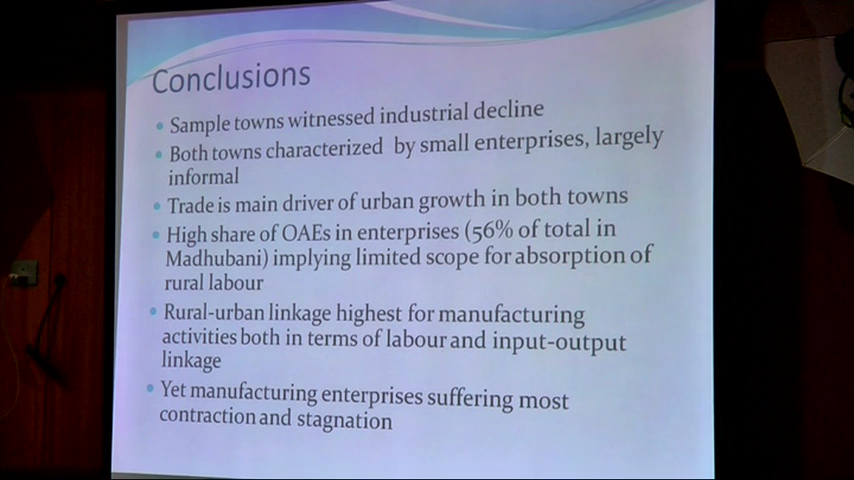 Conclusions
Sample towns witnessed industrial decline
Both towns characterized by small enterprises, largely
informal
Trade is main driver of urban growth in both towns
High share of OAEs in enterprises (56% of total in
Madhubani) implying limited scope for absorption of
rural labour
Rural-urban linkage highest for manufacturing
activities both in terms of labour and input-output
linkage
Yet manufacturing enterprises suffering most
contraction and stagnation